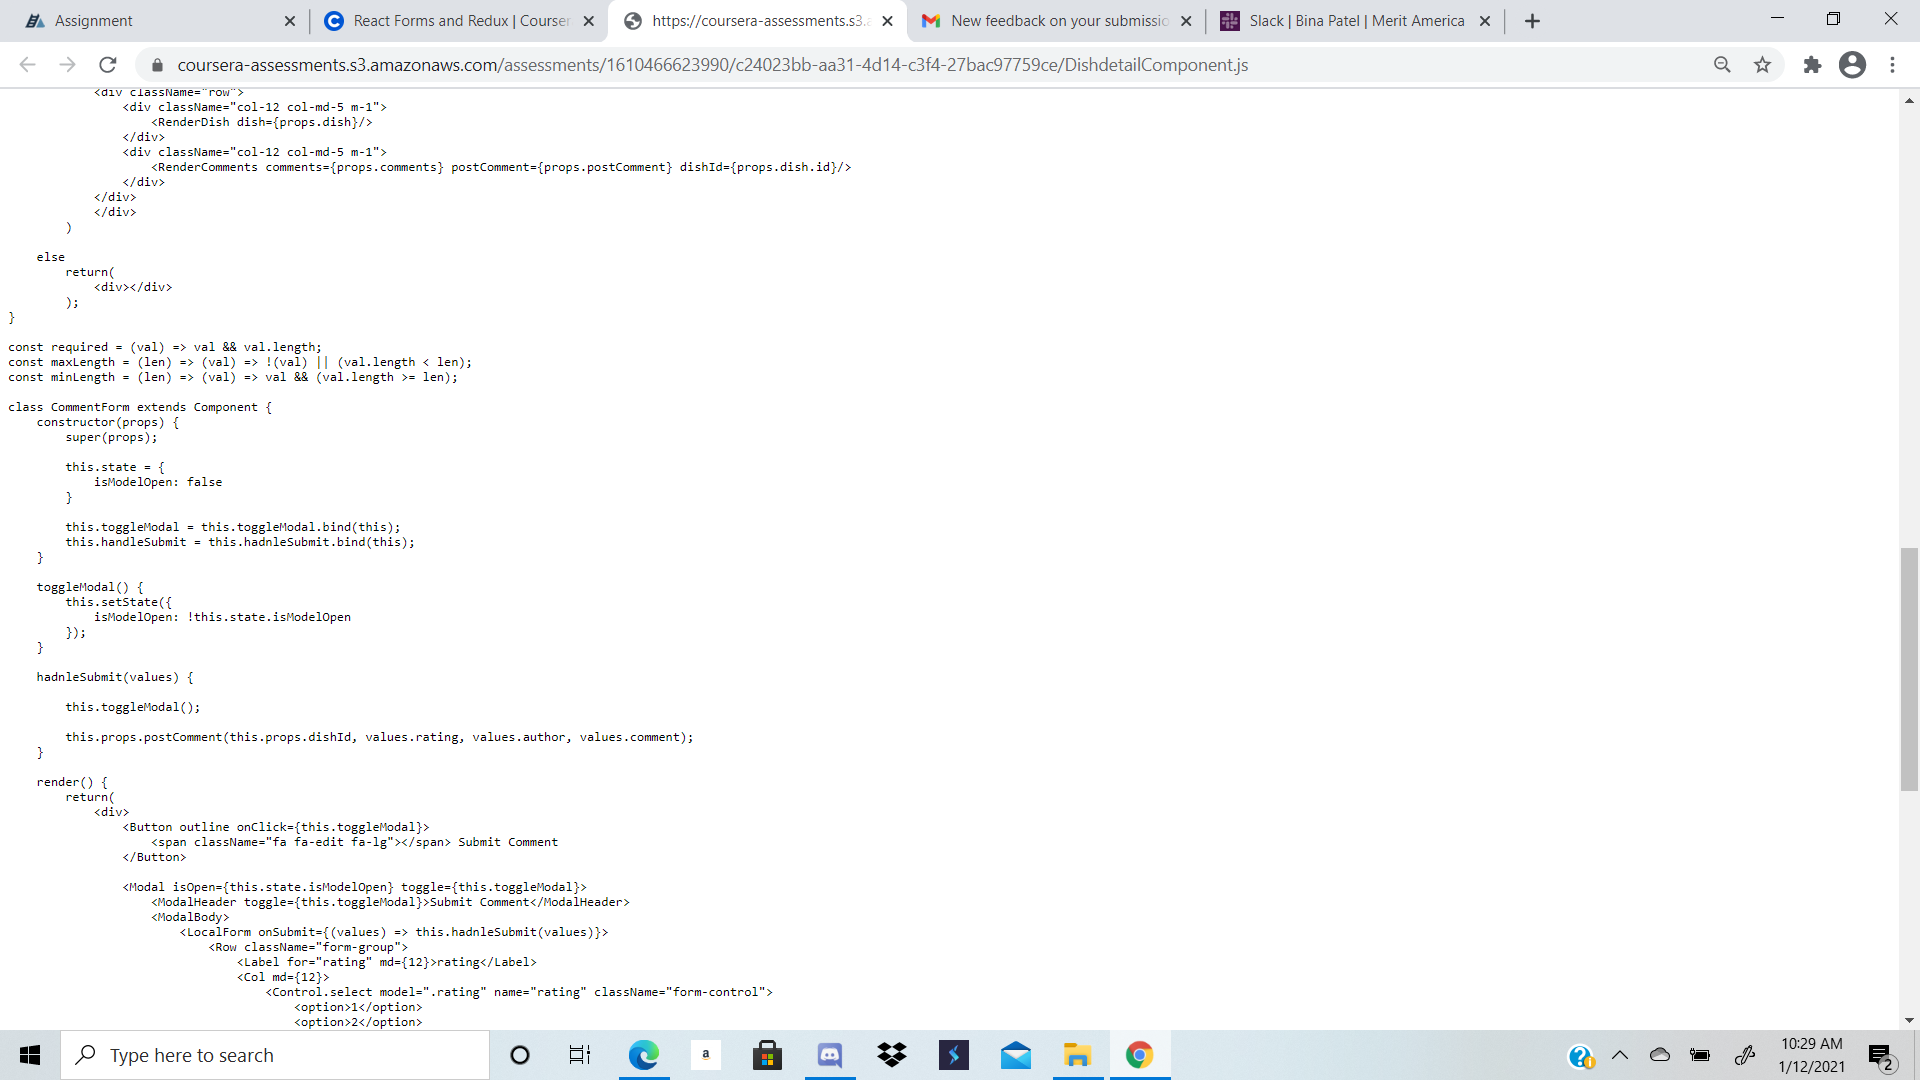 Assignment
React Forms and Redux | Courser
https://coursera-assessments.s3.a
New feedback on your submissio
Slack | Bina Patel | Merit America
coursera-assessments.s3.amazonaws.com/assessments/1610466623990/c24023bb-aa31-4d14-c3f4-27bac97759ce/DishdetailComponent.js
<div className="row">
<div className="col-12 col-md-5 m-1">
<RenderDish dish={props.dish}/>
</div>
<div className="col-12 col-md-5 m-1">
<RenderComments comments={props.comments} postComment={props.postComment} dishId={props.dish.id}/>
</div>
</div>
</div>
)
else
return(
<div></div>
);
}
const required = (val) => val && val.length;
const maxLength = (len) => (val) => !(val) || (val.length < len);
const minLength = (len) => (val) => val && (val.length >= len);
class CommentForm extends Component {
constructor(props) {
super(props);
this.state = {
isModelOpen: false
}
this.toggleModal = this.toggleModal.bind(this);
this.handleSubmit = this.hadnleSubmit.bind(this);
}
toggleModal() {
this.setState({
isModelOpen: !this.state.isModelOpen
});
}
hadnleSubmit(values) {
this.toggleModal();
this.props.postComment(this.props.dishId, values.rating, values.author, values.comment);
}
render() {
return(
<div>
<Button outline onClick={this.toggleModal}>
<span className="fa fa-edit fa-lg"></span> Submit Comment
</Button>
<Modal isOpen={this.state.isModelOpen} toggle={this.toggleModal}>
<ModalHeader toggle={this.toggleModal}>Submit Comment</ModalHeader>
<ModalBody>
<LocalForm onSubmit={(values) => this.hadnleSubmit(values)}>
<Row className="form-group">
<Label for="rating" md={12}>rating</Label>
<Col md={12}>
<Control.select model=".rating" name="rating" className="form-control">
<option>1</option>
<option>2</option>
Type here to search
a
10:29 AM
1/12/2021
2